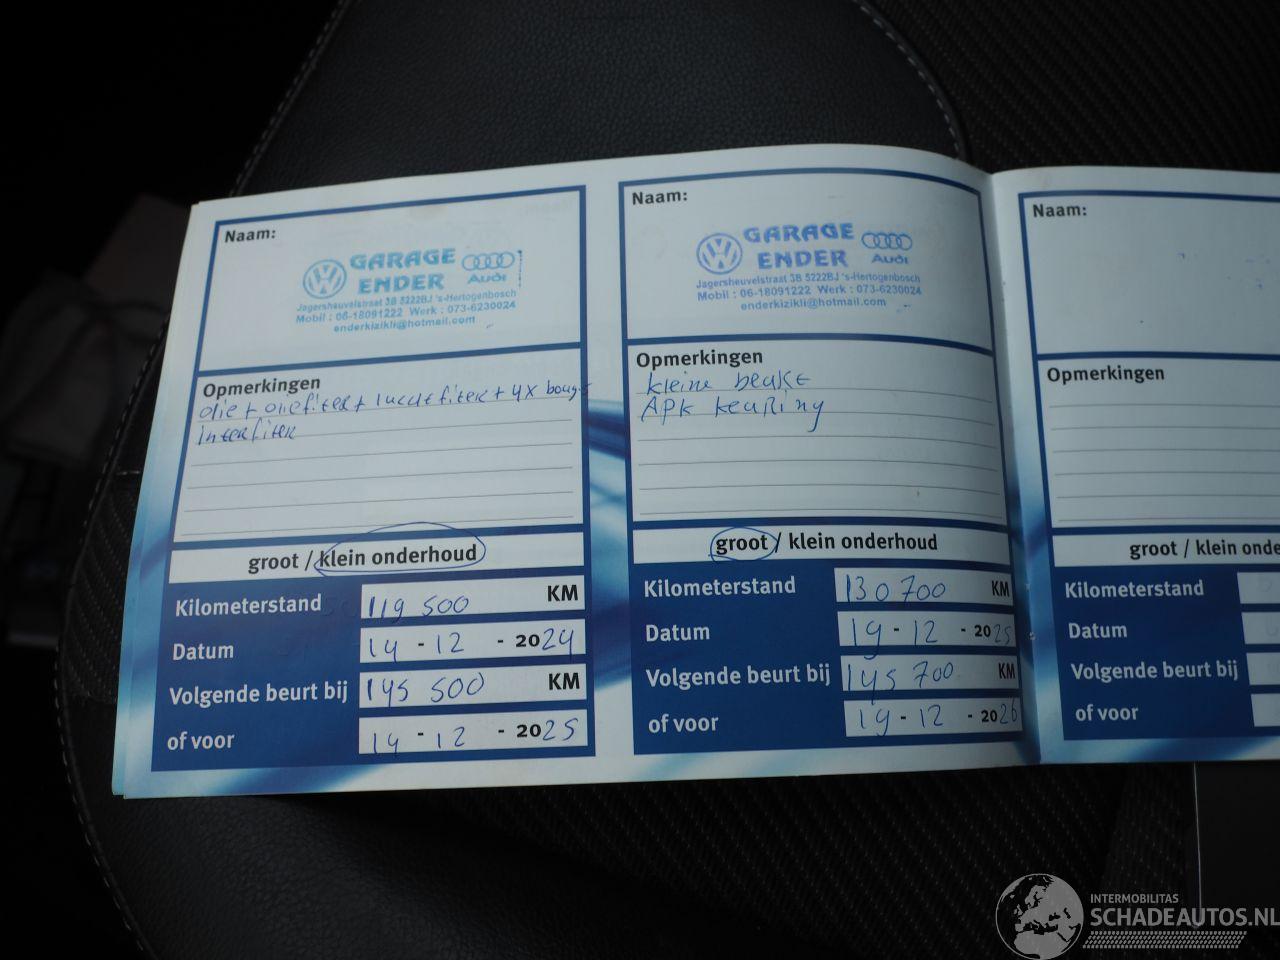 Naam:
GARAGE
ENDER
Audi
Jagersheuvelstraat 3B 5222BJ 's-Hertogenbosch
Mobil : 06-18091222 Werk : 073-6230024
enderkizikli@hotmail.com
Opmerkingen
olie + oliefilter + luchtfilter + 4x bougs
interfilter
groot / klein onderhoud
Kilometerstand 119 500 KM
Datum 14 - 12 - 2024
Volgende beurt bij 145 500 KM
of voor 14 - 12 - 2025
Naam:
GARAGE
ENDER
Audi
Jagersheuvelstraat 3B 5222BJ 's-Hertogenbosch
Mobil : 06-18091222 Werk : 073-6230024
enderkizikli@hotmail.com
Opmerkingen
kleine beurt
APK keuring
groot / klein onderhoud
Kilometerstand 130 700 KM
Datum 19 - 12 - 2025
Volgende beurt bij 145 700 KM
of voor 19 - 12 - 2026
Naam:
Opmerkingen
groot / klein onde
Kilometerstand
Datum
Volgende beurt bij
of voor
INTERMOBILITAS
SCHADEAUTOS.NL